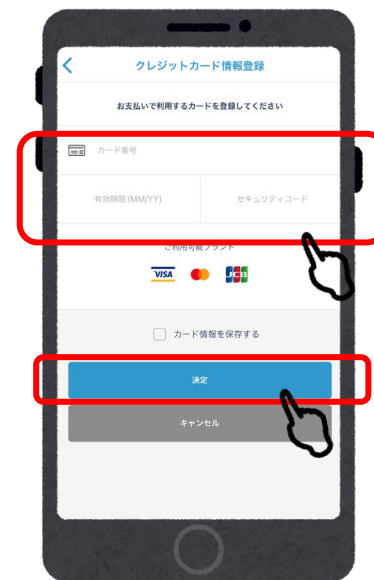 クレジットカード情報登録
お支払いで利用するカードを登録してください
カード番号
有効期限(MM/YY)
セキュリティコード
ご利用可能ブランド
VISA
JCB
カード情報を保存する
決定
キャンセル